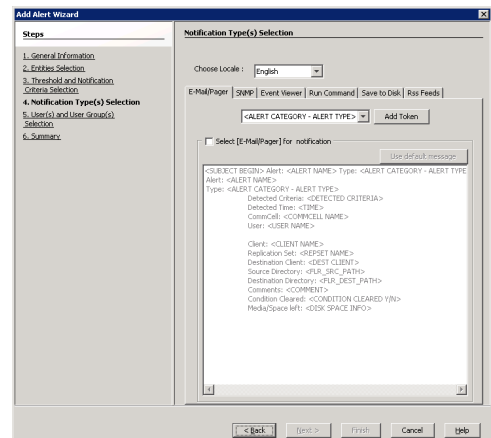 Add Alert Wizard
Steps
1. General Information
2. Entities Selection
3. Threshold and Notification
Criteria Selection
4. Notification Type(s) Selection
5. User(s) and User Group(s)
Selection
6. Summary
Notification Type(s) Selection
Choose Locale :
English
E-Mail/Pager
SNMP
Event Viewer
Run Command
Save to Disk
Rss Feeds
<ALERT CATEGORY - ALERT TYPE>
Add Token
Select [E-Mail/Pager] for notification
Use default message
<SUBJECT BEGIN> Alert: <ALERT NAME> Type: <ALERT CATEGORY - ALERT TYPE
Alert: <ALERT NAME>
Type: <ALERT CATEGORY - ALERT TYPE>
Detected Criteria: <DETECTED CRITERIA>
Detected Time: <TIME>
CommCell: <COMMCELL NAME>
User: <USER NAME>
Client: <CLIENT NAME>
Replication Set: <REPSET NAME>
Destination Client: <DEST CLIENT>
Source Directory: <FLR_SRC_PATH>
Destination Directory: <FLR_DEST_PATH>
Comments: <COMMENT>
Condition Cleared: <CONDITION CLEARED Y/N>
Media/Space left: <DISK SPACE INFO>
< Back
Next >
Finish
Cancel
Help